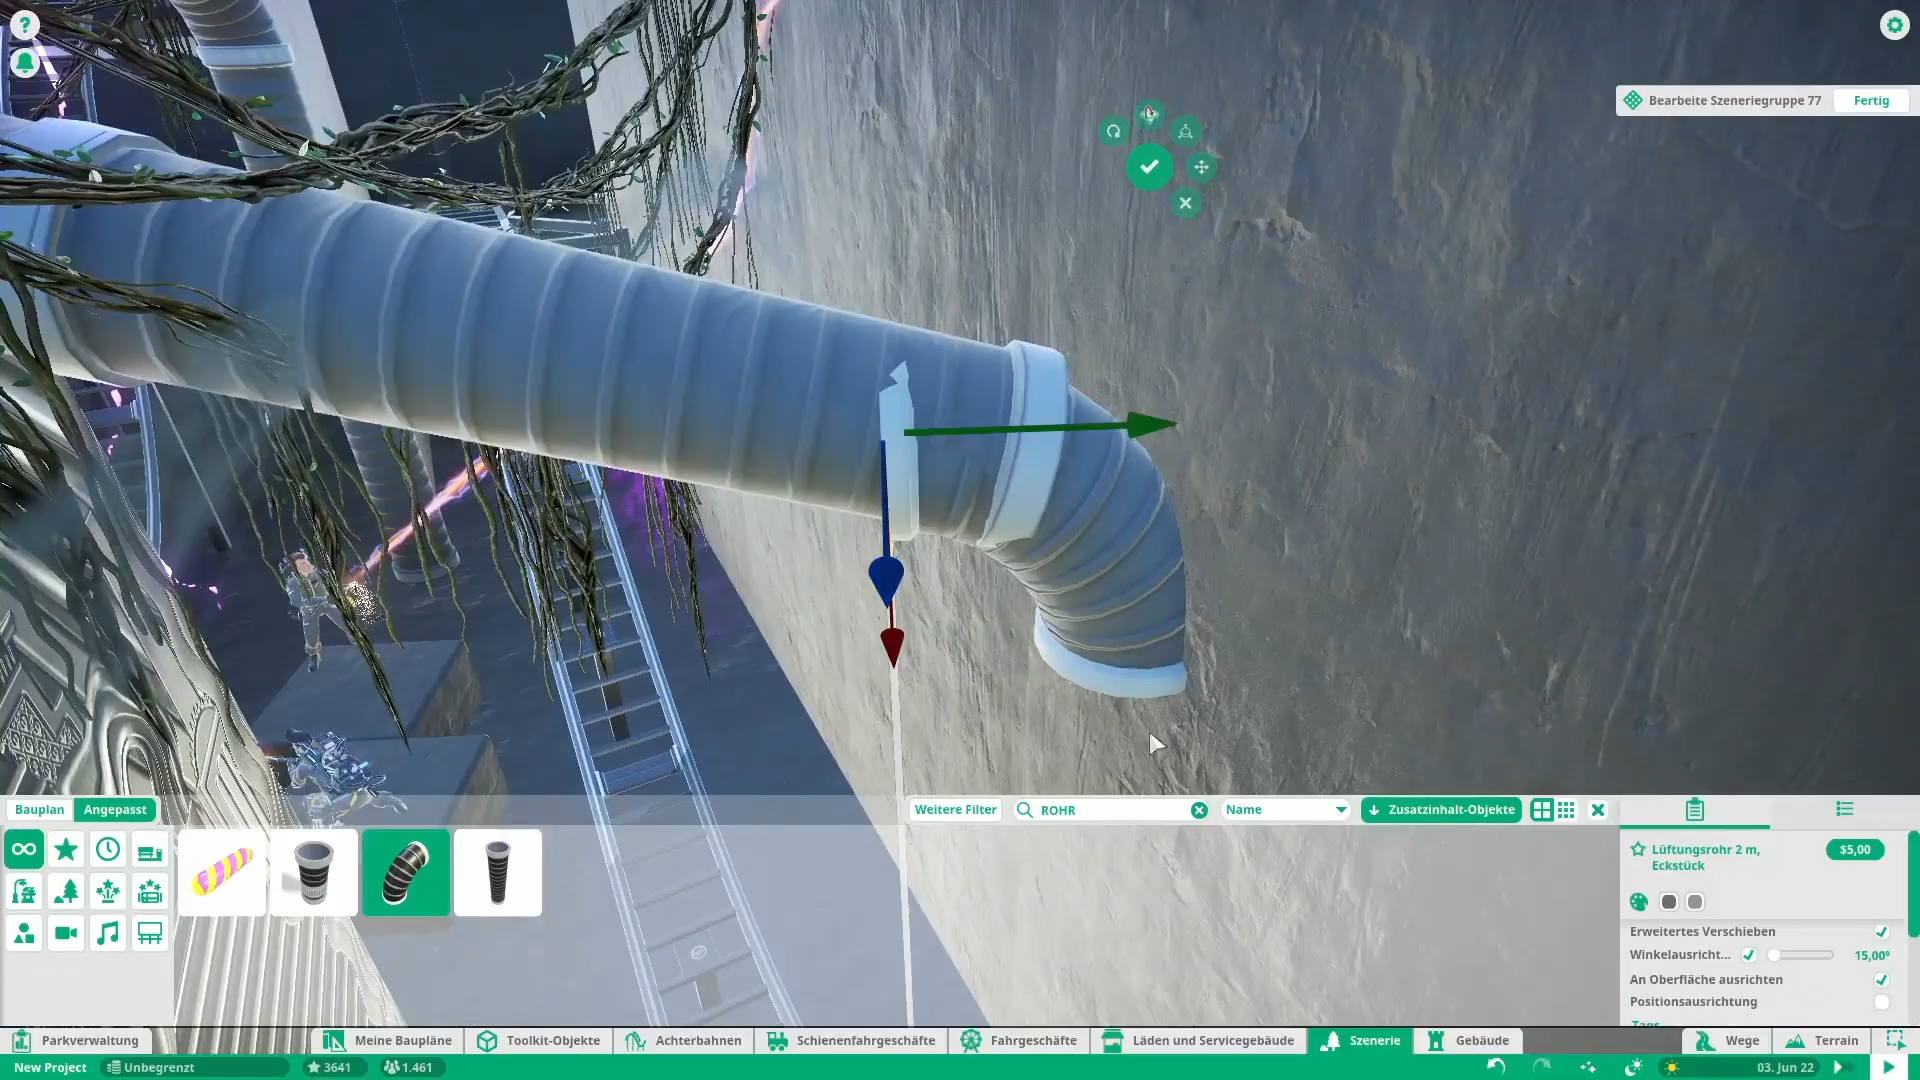 ?
Bearbeite Szeneriegruppe 77
Fertig
Bauplan
Angepasst
Weitere Filter
ROHR
Name
Zusatzinhalt-Objekte
Lüftungsrohr 2 m,
Eckstück
$5,00
Erweitertes Verschieben
Winkelausricht...
15,00°
An Oberfläche ausrichten
Positionsausrichtung
Tags
Parkverwaltung
Meine Baupläne
Toolkit-Objekte
Achterbahnen
Schienenfahrgeschäfte
Fahrgeschäfte
Läden und Servicegebäude
Szenerie
Gebäude
Wege
Terrain
New Project
Unbegrenzt
3641
1.461
03. Jun 22